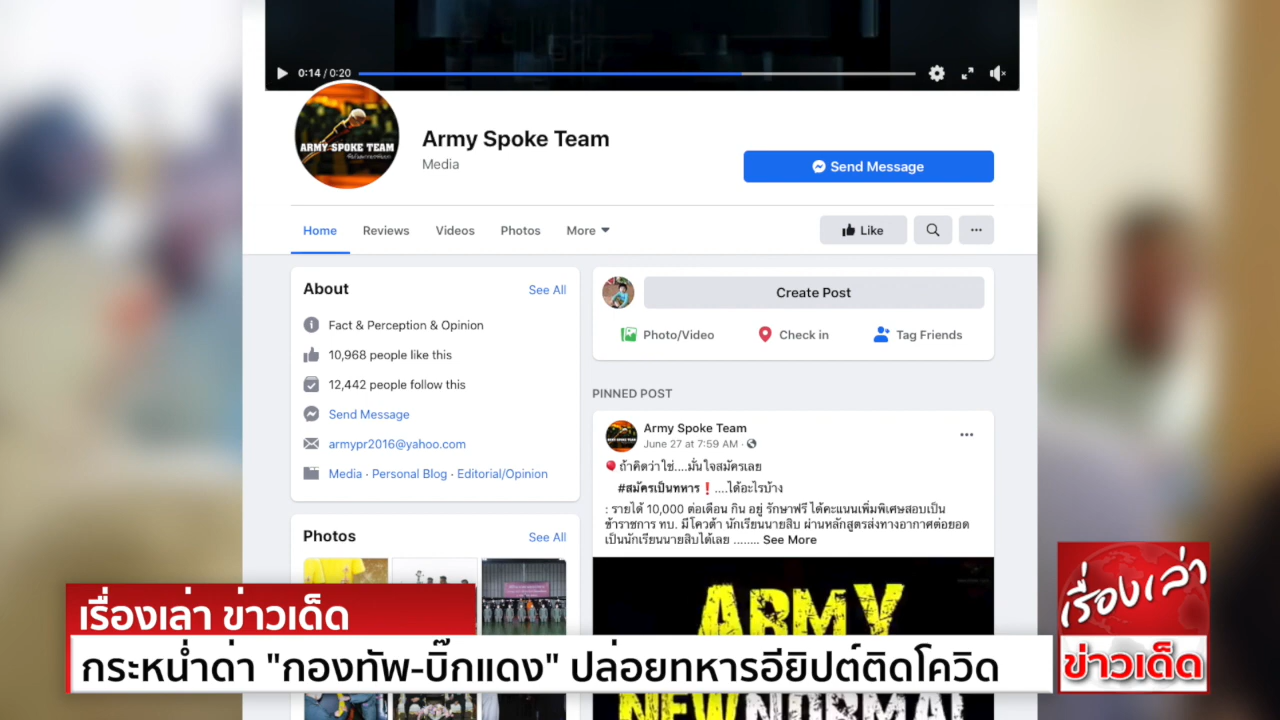 0:14 / 0:20
ARMY SPOKE TEAM
Army Spoke Team
Media
Send Message
Home
Reviews
Videos
Photos
More
Like
About
See All
Fact & Perception & Opinion
10,968 people like this
12,442 people follow this
Send Message
armypr2016@yahoo.com
Media · Personal Blog · Editorial/Opinion
Photos
See All
Create Post
Photo/Video
Check in
Tag Friends
PINNED POST
Army Spoke Team
June 27 at 7:59 AM ·
ถ้าคิดว่าใช่....มั่นใจสมัครเลย
#สมัครเป็นทหาร❗....ได้อะไรบ้าง
: รายได้ 10,000 ต่อเดือน กิน อยู่ รักษาฟรี ได้คะแนนเพิ่มพิเศษสอบเป็น
ข้าราชการ ทบ. มีโควต้า นักเรียนนายสิบ ผ่านหลักสูตรส่งทางอากาศต่อยอด
เป็นนักเรียนนายสิบได้เลย ........ See More
ARMY
NEW NORMAL
เรื่องเล่า ข่าวเด็ด
กระหน่ำด่า "กองทัพ-บิ๊กแดง" ปล่อยทหารอียิปต์ติดโควิด
เรื่องเล่า
ข่าวเด็ด